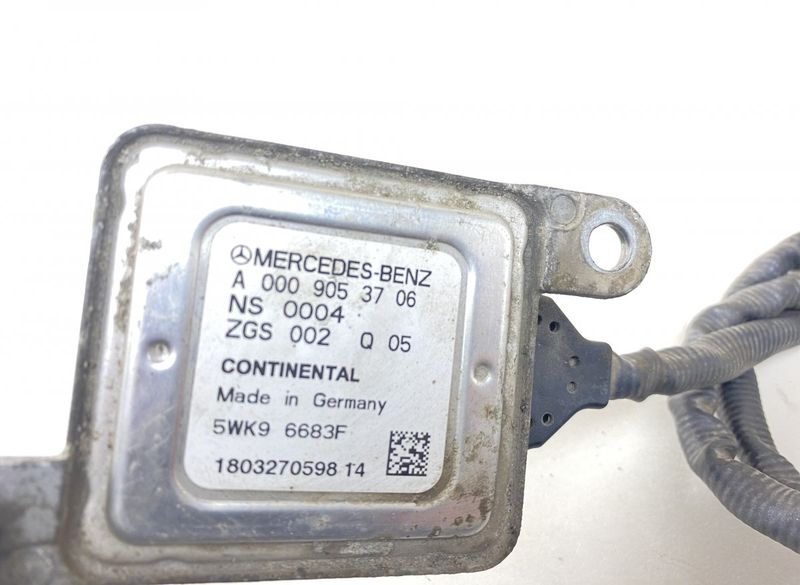 MERCEDES-BENZ
A 000 905 37 06
NS 0004
ZGS 002 Q 05
CONTINENTAL
Made in Germany
5WK9 6683F
1803270598 14